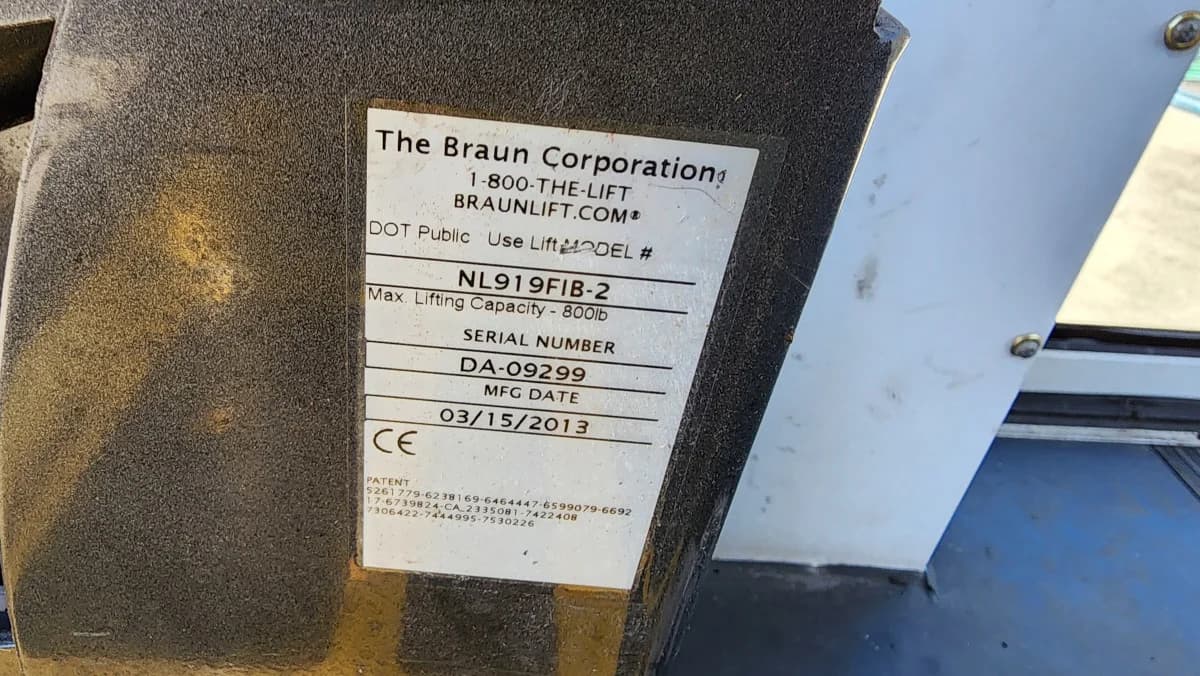 The Braun Corporation
1-800-THE-LIFT
BRAUNLIFT.COM®
DOT Public Use Lift MODEL #
NL919FIB-2
Max. Lifting Capacity - 800lb
SERIAL NUMBER
DA-09299
MFG DATE
03/15/2013
CE
PATENT
5261779-6238169-6464447-6599079-6692
17-6739824-CA_2335081-7422408
7306422-7444995-7530226